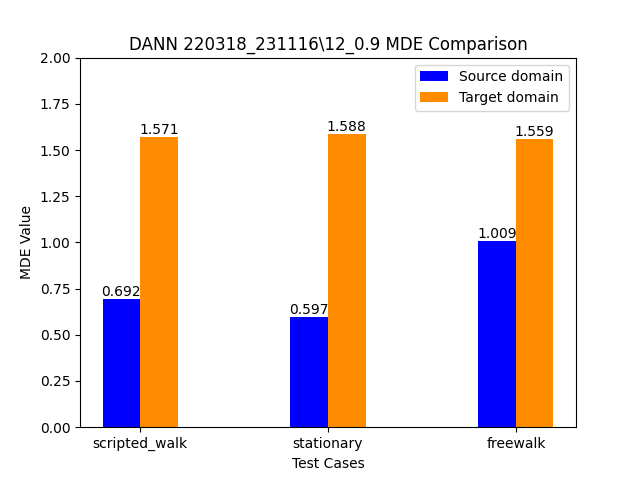 DANN 220318_231116\12_0.9 MDE Comparison
2.00
1.75
1.50
1.25
1.00
0.75
0.50
0.25
0.00
MDE Value
Source domain
Target domain
0.692
1.571
0.597
1.588
1.009
1.559
scripted_walk
stationary
freewalk
Test Cases